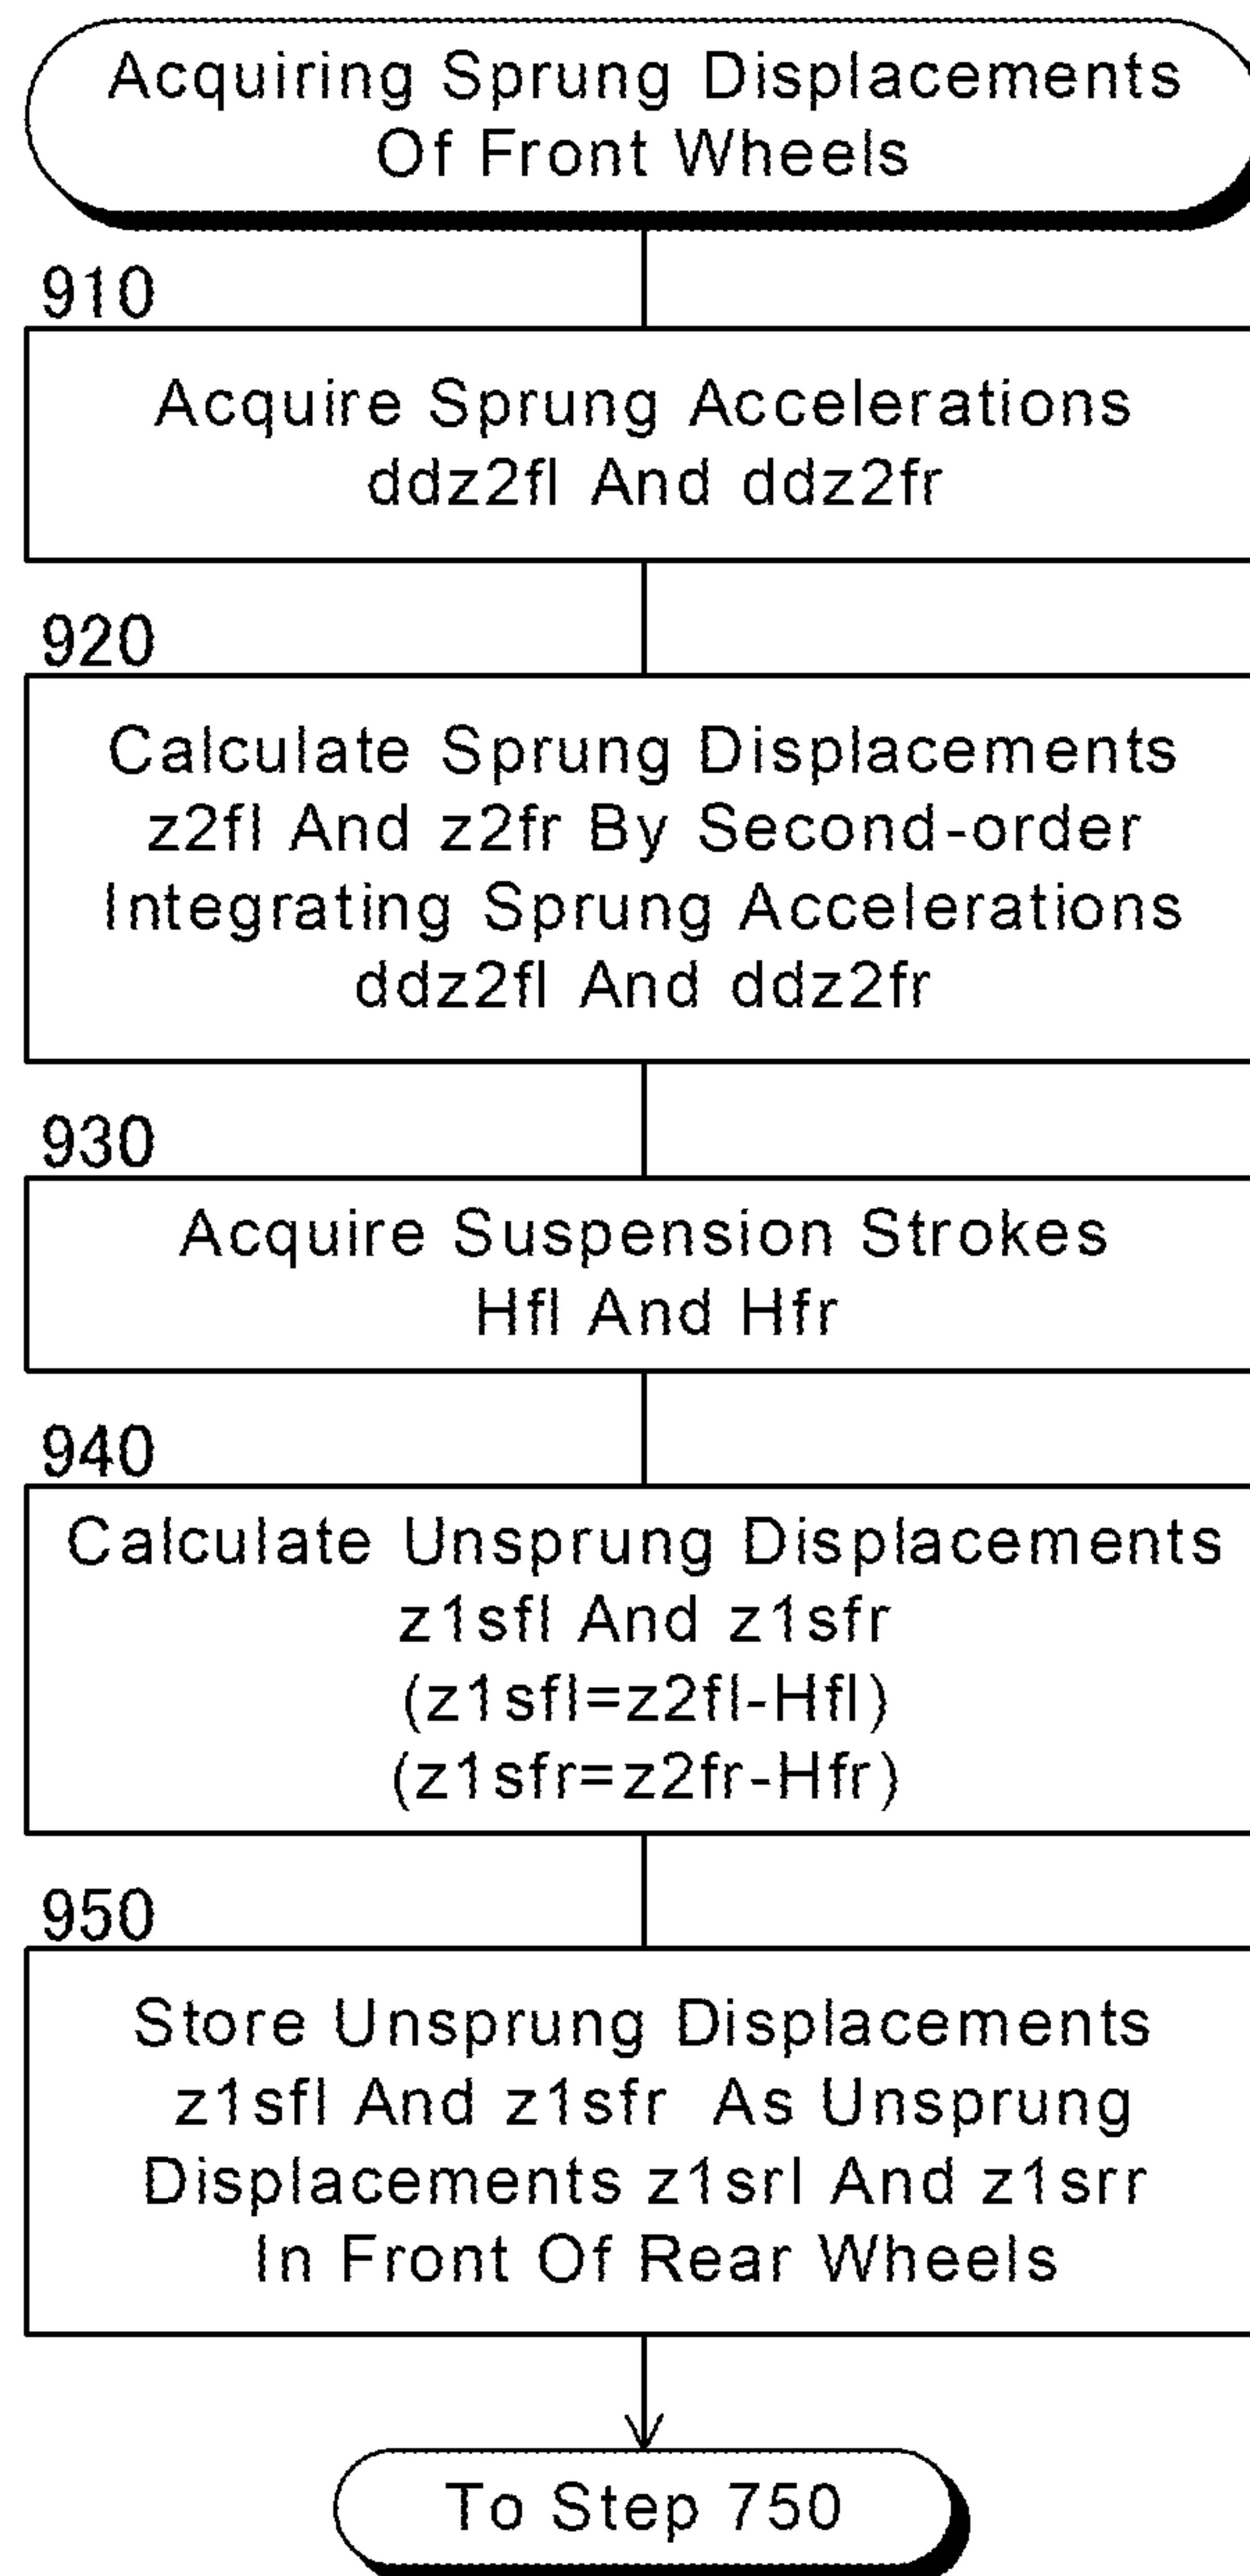 Acquiring Sprung Displacements
Of Front Wheels
910
Acquire Sprung Accelerations
ddz2fl And ddz2fr
920
Calculate Sprung Displacements
z2fl And z2fr By Second-order
Integrating Sprung Accelerations
ddz2fl And ddz2fr
930
Acquire Suspension Strokes
Hfl And Hfr
940
Calculate Unsprung Displacements
z1sfl And z1sfr
(z1sfl=z2fl-Hfl)
(z1sfr=z2fr-Hfr)
950
Store Unsprung Displacements
z1sfl And z1sfr As Unsprung
Displacements z1srl And z1srr
In Front Of Rear Wheels
To Step 750